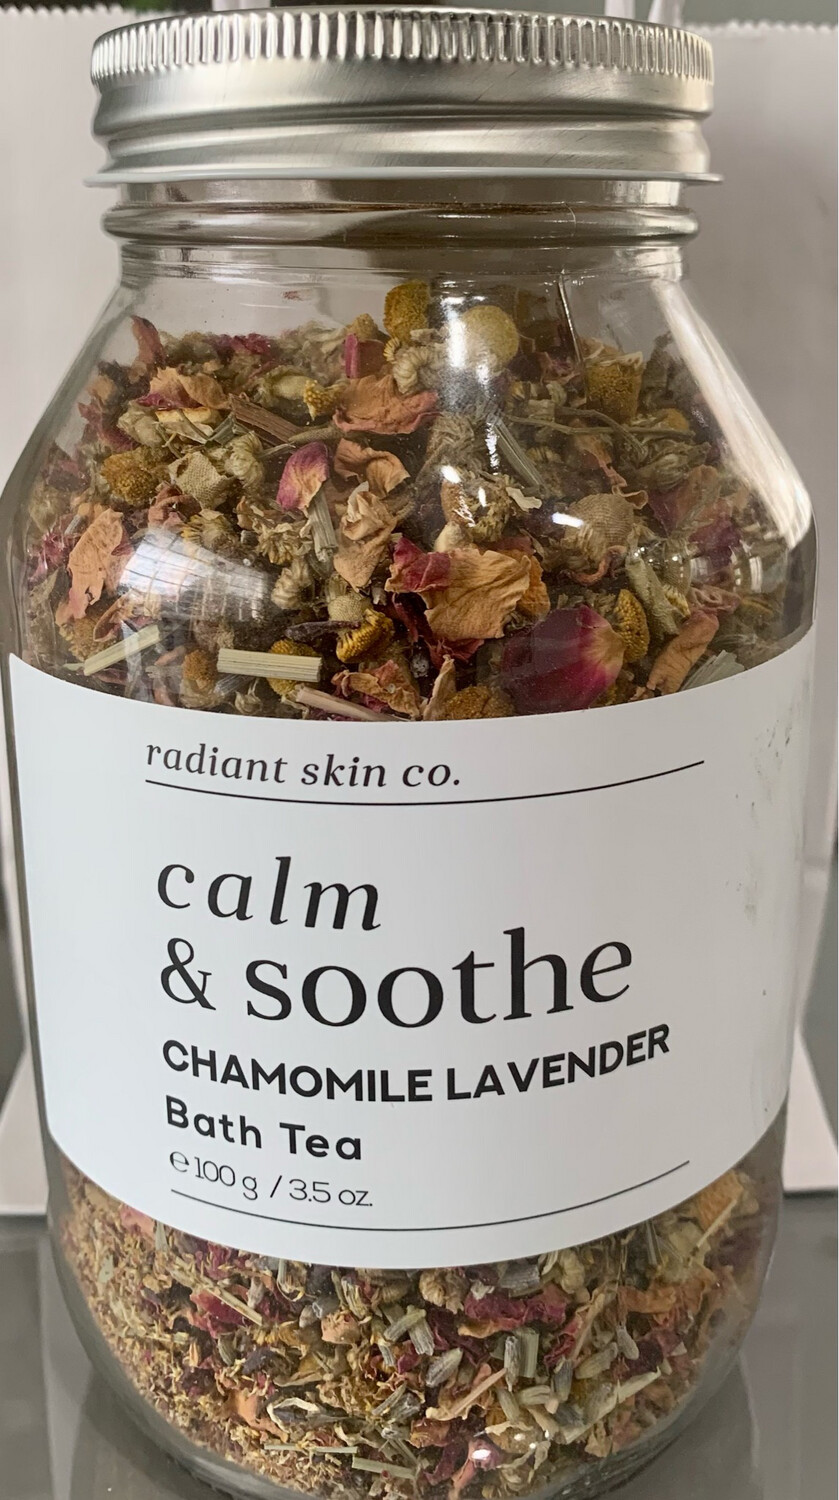 radiant skin co.
calm
& soothe
CHAMOMILE LAVENDER
Bath Tea
℮ 100 g / 3.5 oz.